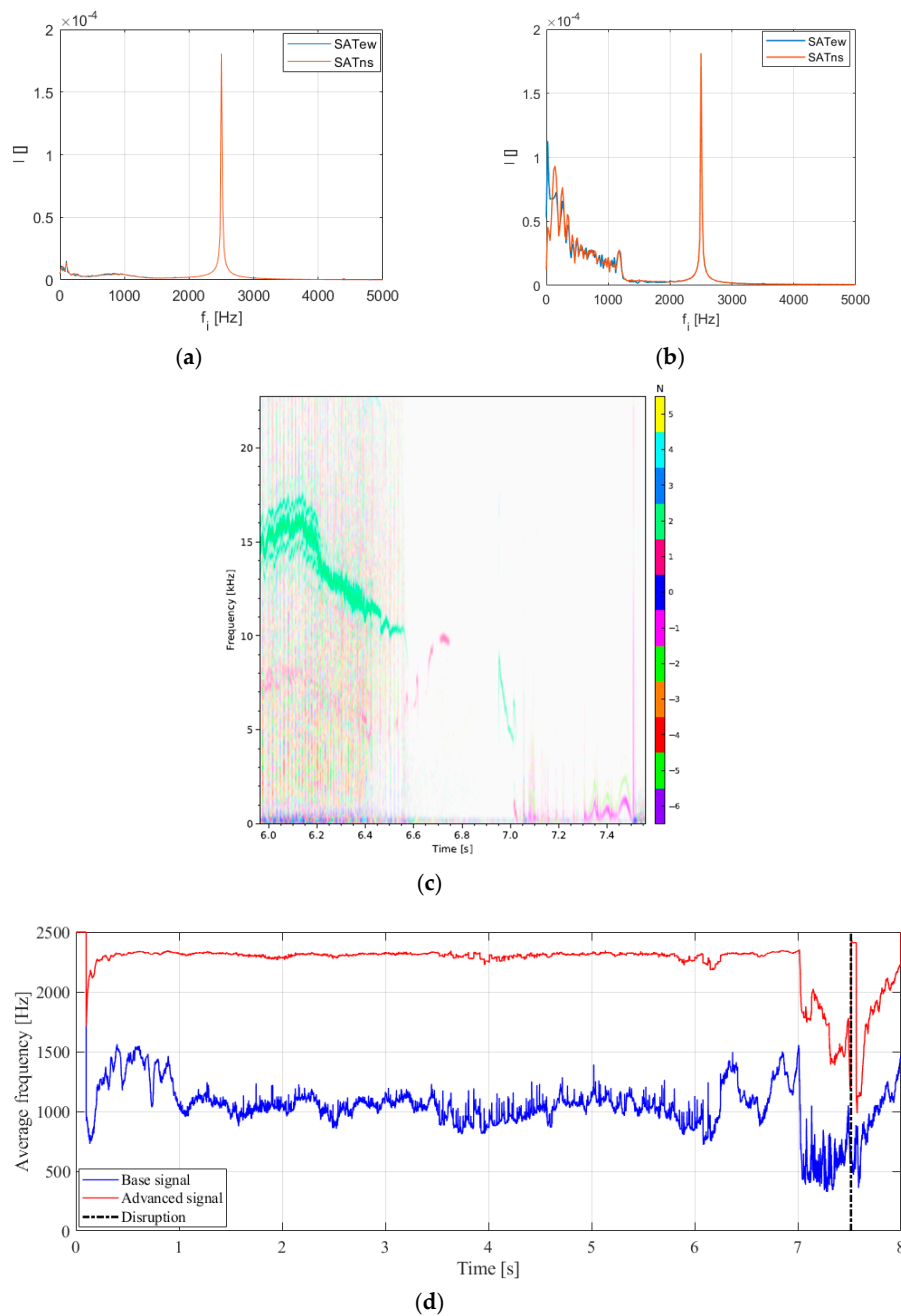 ×10⁻⁴
2
1.5
1
0.5
0
I []
SATew
SATns
0 1000 2000 3000 4000 5000
f_i [Hz]
(a)
×10⁻⁴
2
1.5
1
0.5
0
I []
SATew
SATns
0 1000 2000 3000 4000 5000
f_i [Hz]
(b)
20
15
10
5
0
Frequency [kHz]
6.0 6.2 6.4 6.6 6.8 7.0 7.2 7.4
Time [s]
N
5
4
3
2
1
0
−1
−2
−3
−4
−5
−6
(c)
2500
2000
1500
1000
500
0
Average frequency [Hz]
Base signal
Advanced signal
Disruption
0 1 2 3 4 5 6 7 8
Time [s]
(d)